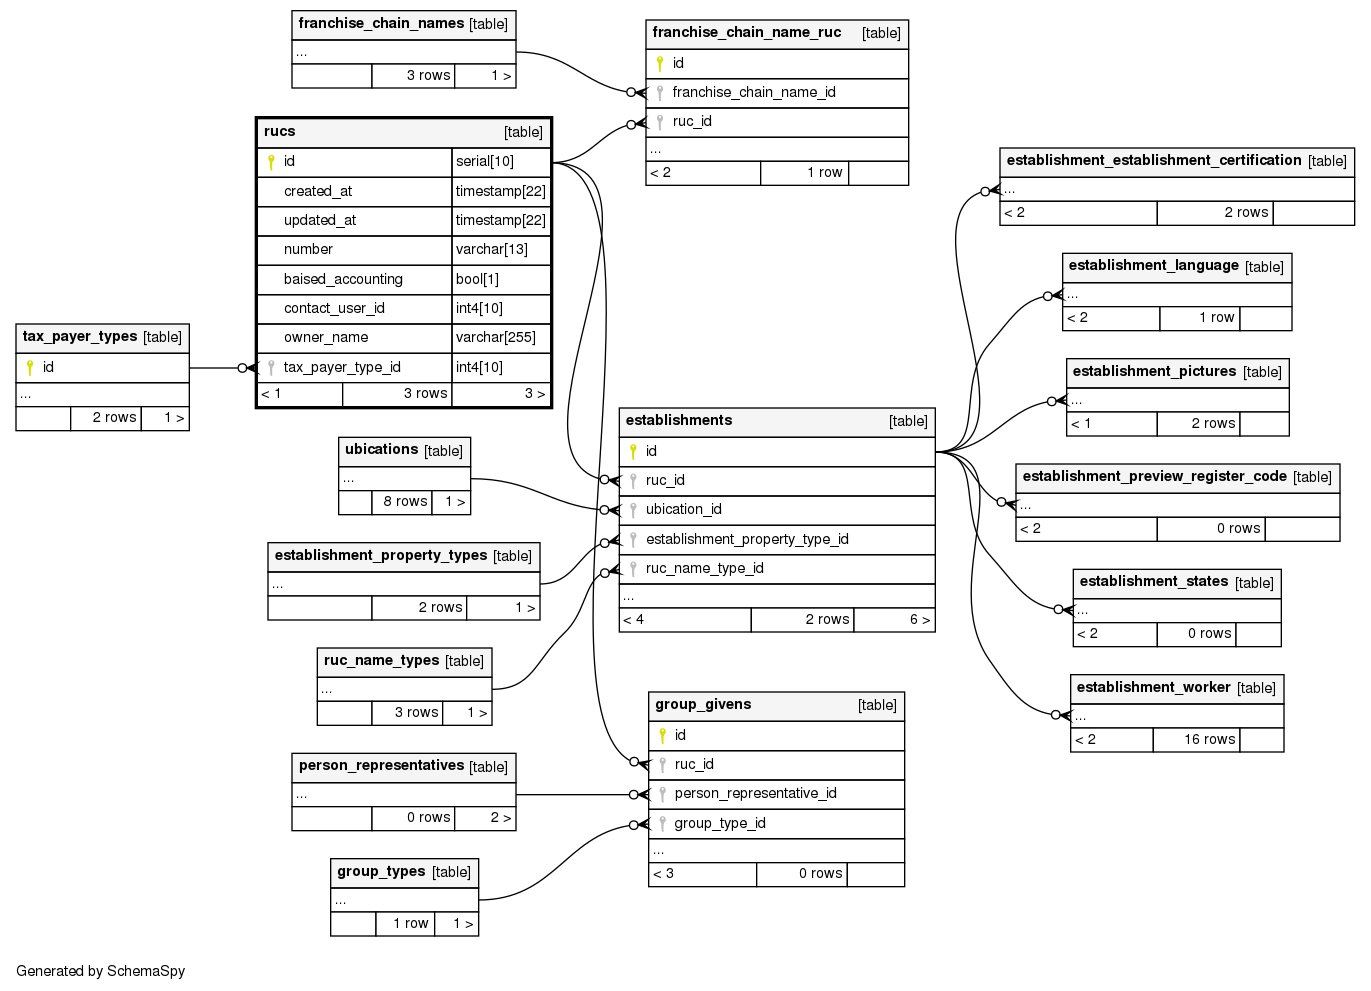 franchise_chain_names [table]
...
3 rows 1 >
franchise_chain_name_ruc [table]
id
franchise_chain_name_id
ruc_id
...
< 2 1 row
rucs [table]
id serial[10]
created_at timestamp[22]
updated_at timestamp[22]
number varchar[13]
baised_accounting bool[1]
contact_user_id int4[10]
owner_name varchar[255]
tax_payer_type_id int4[10]
< 1 3 rows 3 >
tax_payer_types [table]
id
...
2 rows 1 >
establishment_establishment_certification [table]
...
< 2 2 rows
establishment_language [table]
...
< 2 1 row
establishment_pictures [table]
...
< 1 2 rows
establishments [table]
id
ruc_id
ubication_id
establishment_property_type_id
ruc_name_type_id
...
< 4 2 rows 6 >
ubications [table]
...
8 rows 1 >
establishment_preview_register_code [table]
...
< 2 0 rows
establishment_property_types [table]
...
2 rows 1 >
establishment_states [table]
...
< 2 0 rows
ruc_name_types [table]
...
3 rows 1 >
establishment_worker [table]
...
< 2 16 rows
group_givens [table]
id
ruc_id
person_representative_id
group_type_id
...
< 3 0 rows
person_representatives [table]
...
0 rows 2 >
group_types [table]
...
1 row 1 >
Generated by SchemaSpy